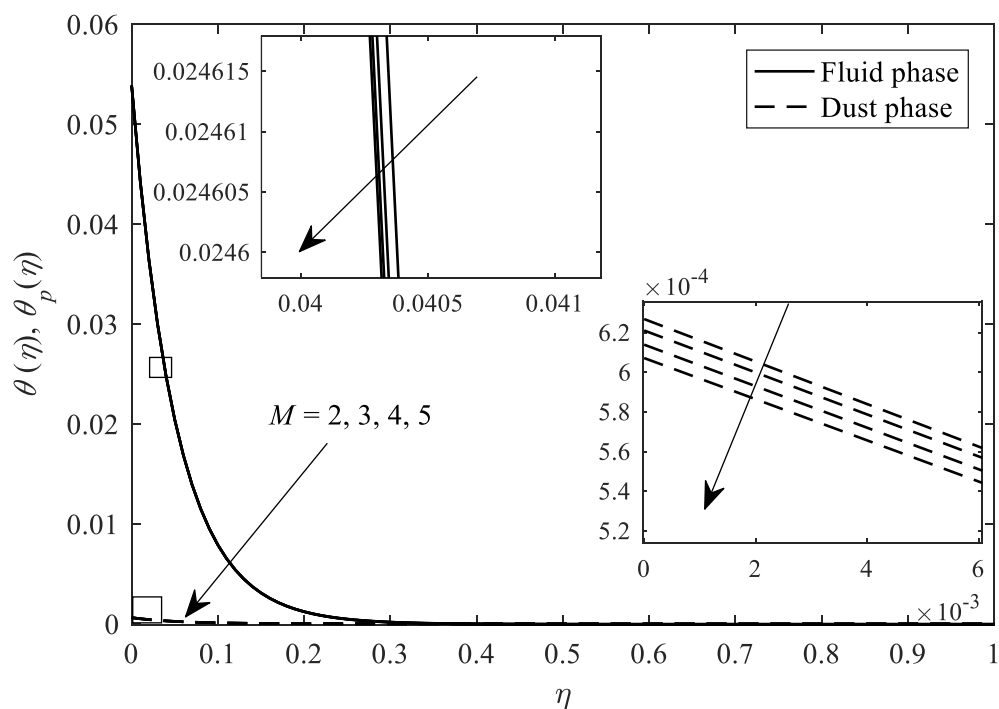 θ (η), θp(η)
0.06
0.05
0.04
0.03
0.02
0.01
0
0 0.1 0.2 0.3 0.4 0.5 0.6 0.7 0.8 0.9 1
η
Fluid phase
Dust phase
0.024615
0.02461
0.024605
0.0246
0.04 0.0405 0.041
M = 2, 3, 4, 5
×10-4
6.2
6
5.8
5.6
5.4
5.2
0 2 4 6
×10-3